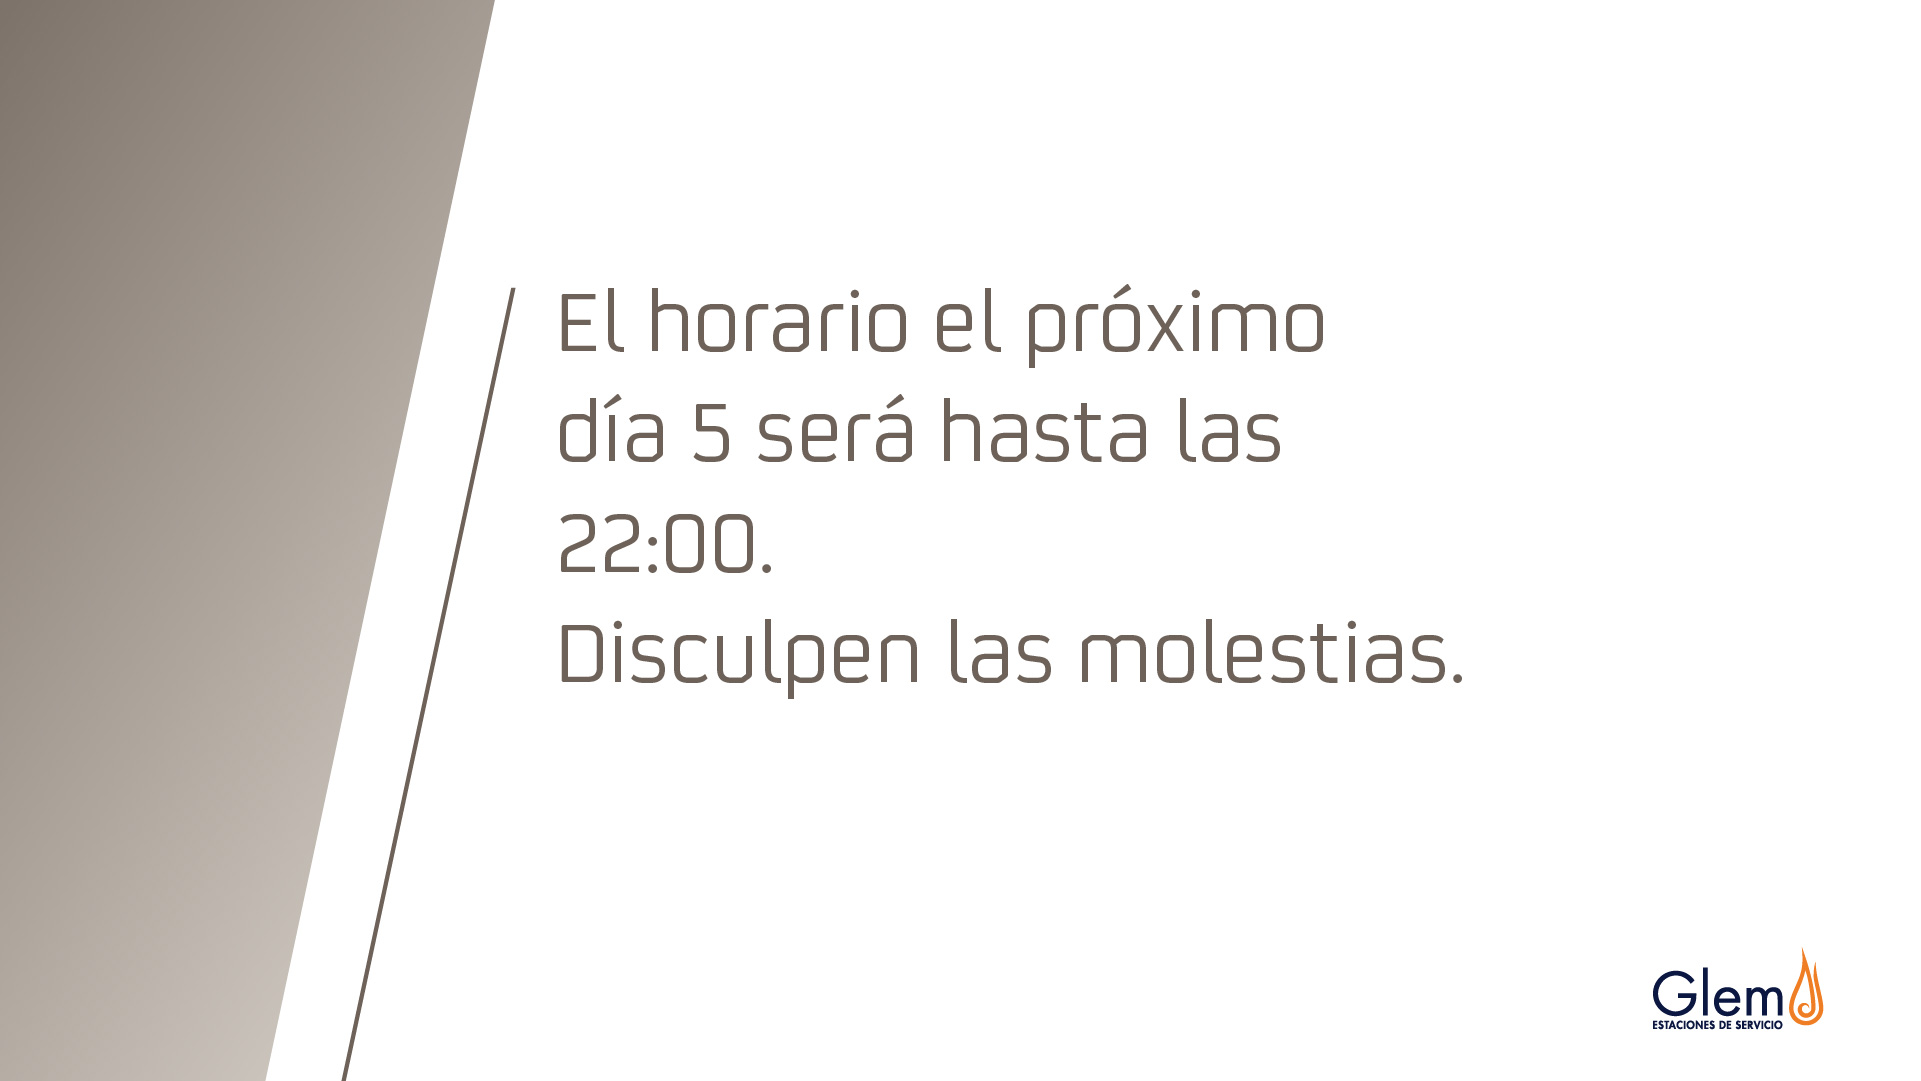 El horario el próximo
día 5 será hasta las
22:00.
Disculpen las molestias.
Glem
ESTACIONES DE SERVICIO